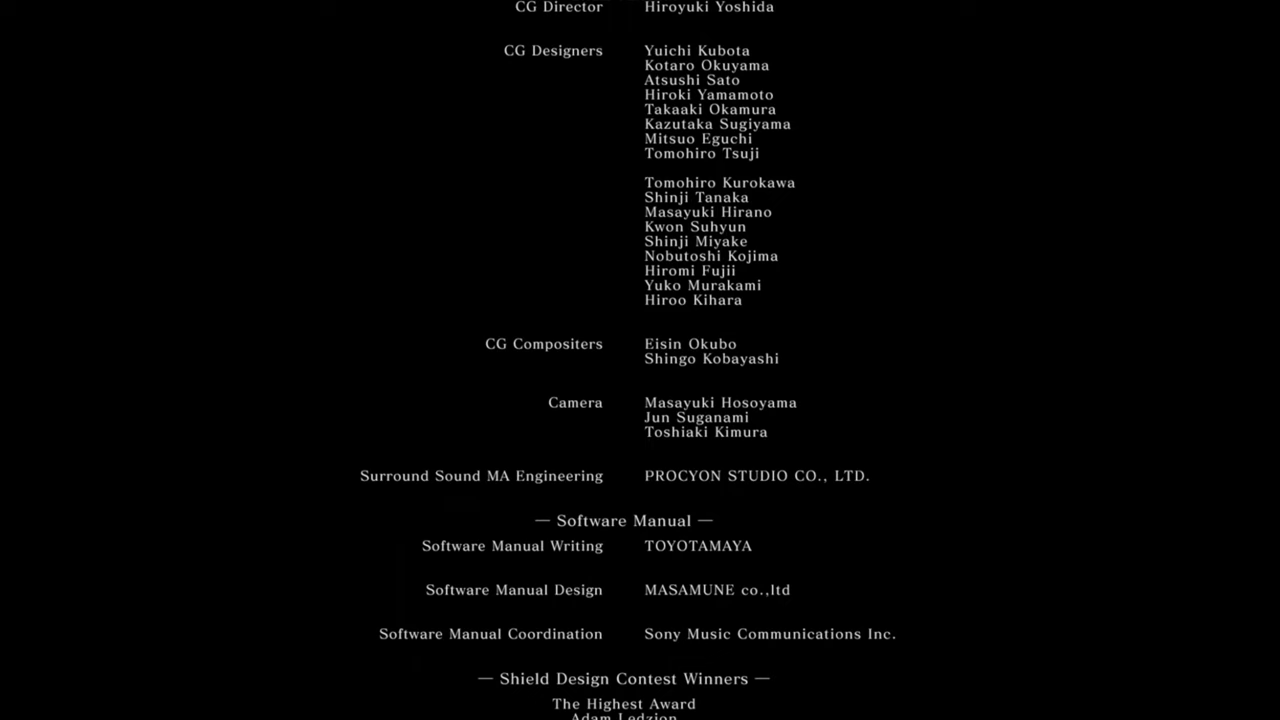 CG Director Hiroyuki Yoshida
CG Designers Yuichi Kubota
Kotaro Okuyama
Atsushi Sato
Hiroki Yamamoto
Takaaki Okamura
Kazutaka Sugiyama
Mitsuo Eguchi
Tomohiro Tsuji
Tomohiro Kurokawa
Shinji Tanaka
Masayuki Hirano
Kwon Suhyun
Shinji Miyake
Nobutoshi Kojima
Hiromi Fujii
Yuko Murakami
Hiroo Kihara
CG Compositers Eisin Okubo
Shingo Kobayashi
Camera Masayuki Hosoyama
Jun Suganami
Toshiaki Kimura
Surround Sound MA Engineering PROCYON STUDIO CO., LTD.
— Software Manual —
Software Manual Writing TOYOTAMAYA
Software Manual Design MASAMUNE co.,ltd
Software Manual Coordination Sony Music Communications Inc.
— Shield Design Contest Winners —
The Highest Award
Adam Ledzion